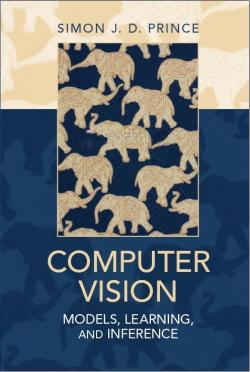 SIMON J. D. PRINCE
COMPUTER
VISION
MODELS, LEARNING,
AND INFERENCE